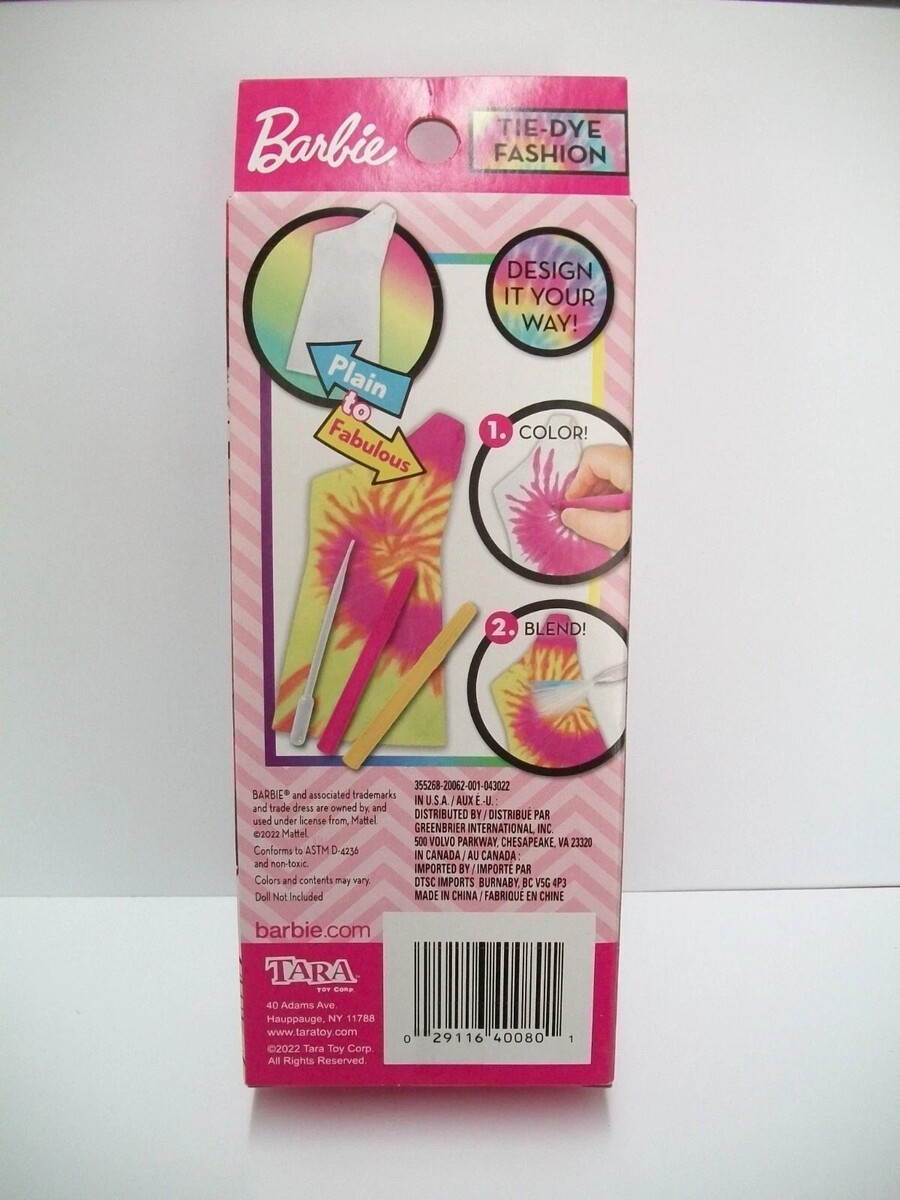 Barbie
TIE-DYE
FASHION
DESIGN
IT YOUR
WAY!
Plain
to
Fabulous
1. COLOR!
2. BLEND!
BARBIE® and associated trademarks
and trade dress are owned by, and
used under license from, Mattel.
©2022 Mattel.
Conforms to ASTM D-4236
and non-toxic.
Colors and contents may vary.
Doll Not Included
barbie.com
355268-20062-001-043022
IN U.S.A. / AUX É.-U. :
DISTRIBUTED BY / DISTRIBUÉ PAR
GREENBRIER INTERNATIONAL, INC.
500 VOLVO PARKWAY, CHESAPEAKE, VA 23320
IN CANADA / AU CANADA :
IMPORTED BY / IMPORTÉ PAR
DTSC IMPORTS, BURNABY, BC V5G 4P3
MADE IN CHINA / FABRIQUÉ EN CHINE
TARA™
TOY CORP.
40 Adams Ave.
Hauppauge, NY 11788
www.taratoy.com
©2022 Tara Toy Corp.
All Rights Reserved.
0 29116 40080 1